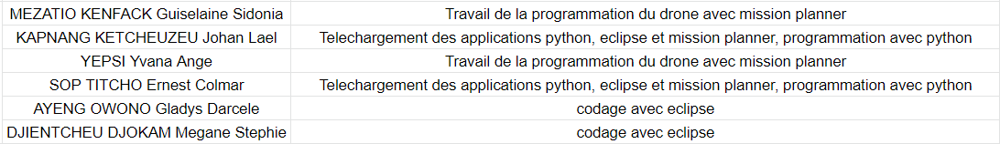 MEZATIO KENFACK Guiselaine Sidonia Travail de la programmation du drone avec mission planner
KAPNANG KETCHEUZEU Johan Lael Telechargement des applications python, eclipse et mission planner, programmation avec python
YEPSI Yvana Ange Travail de la programmation du drone avec mission planner
SOP TITCHO Ernest Colmar Telechargement des applications python, eclipse et mission planner, programmation avec python
AYENG OWONO Gladys Darcele codage avec eclipse
DJIENTCHEU DJOKAM Megane Stephie codage avec eclipse